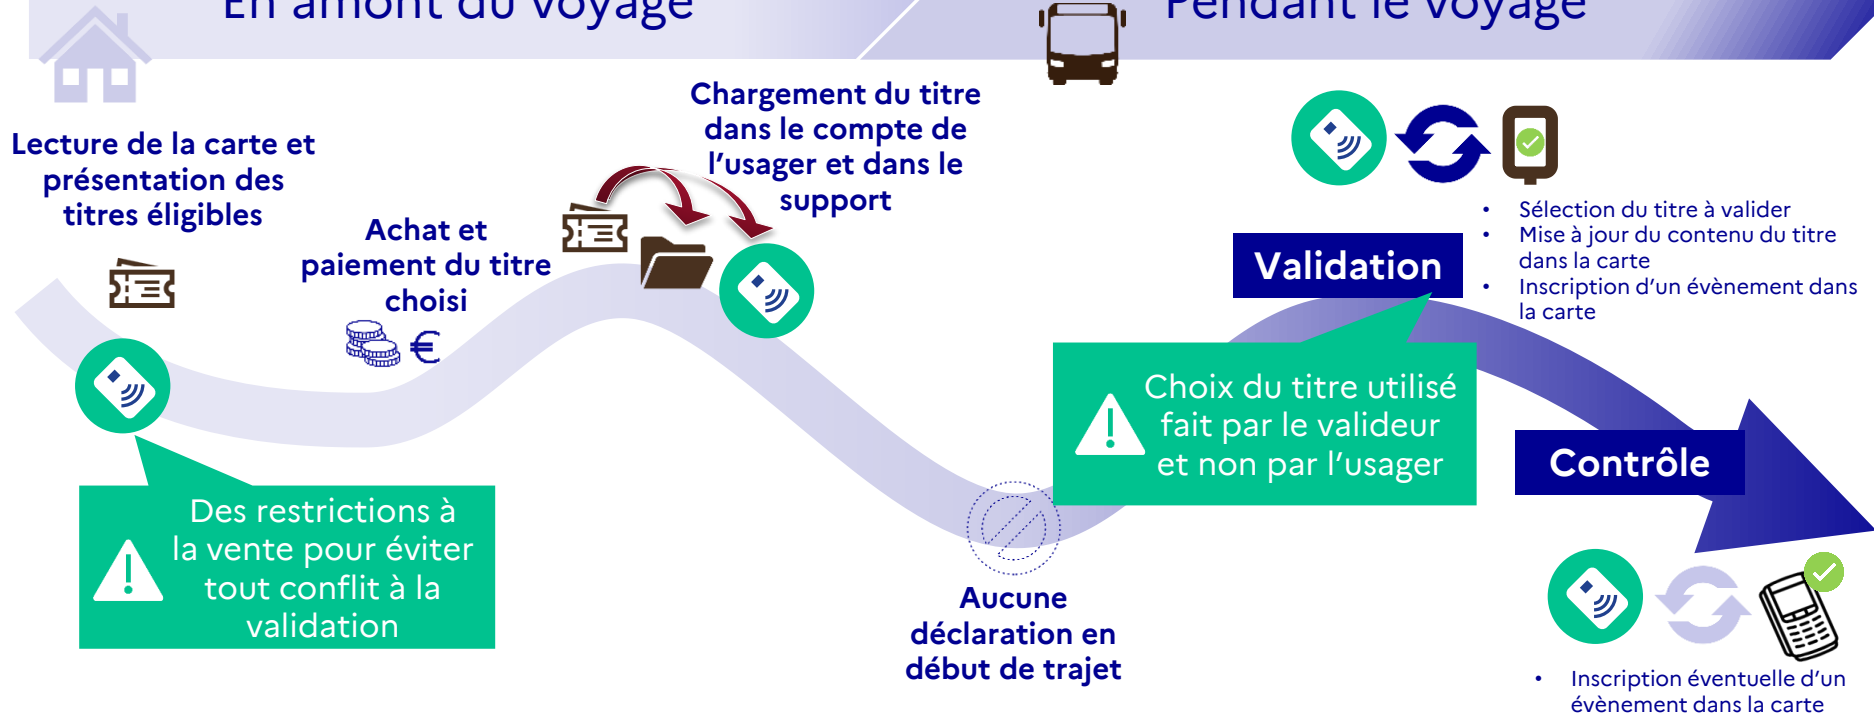 En amont du voyage
Pendant le voyage
Lecture de la carte et
présentation des
titres éligibles
Achat et
paiement du titre
choisi
€
Chargement du titre
dans le compte de
l'usager et dans le
support
Des restrictions à
la vente pour éviter
tout conflit à la
validation
Aucune
déclaration en
début de trajet
Validation
• Sélection du titre à valider
• Mise à jour du contenu du titre
dans la carte
• Inscription d'un évènement dans
la carte
Choix du titre utilisé
fait par le valideur
et non par l'usager
Contrôle
• Inscription éventuelle d'un
évènement dans la carte